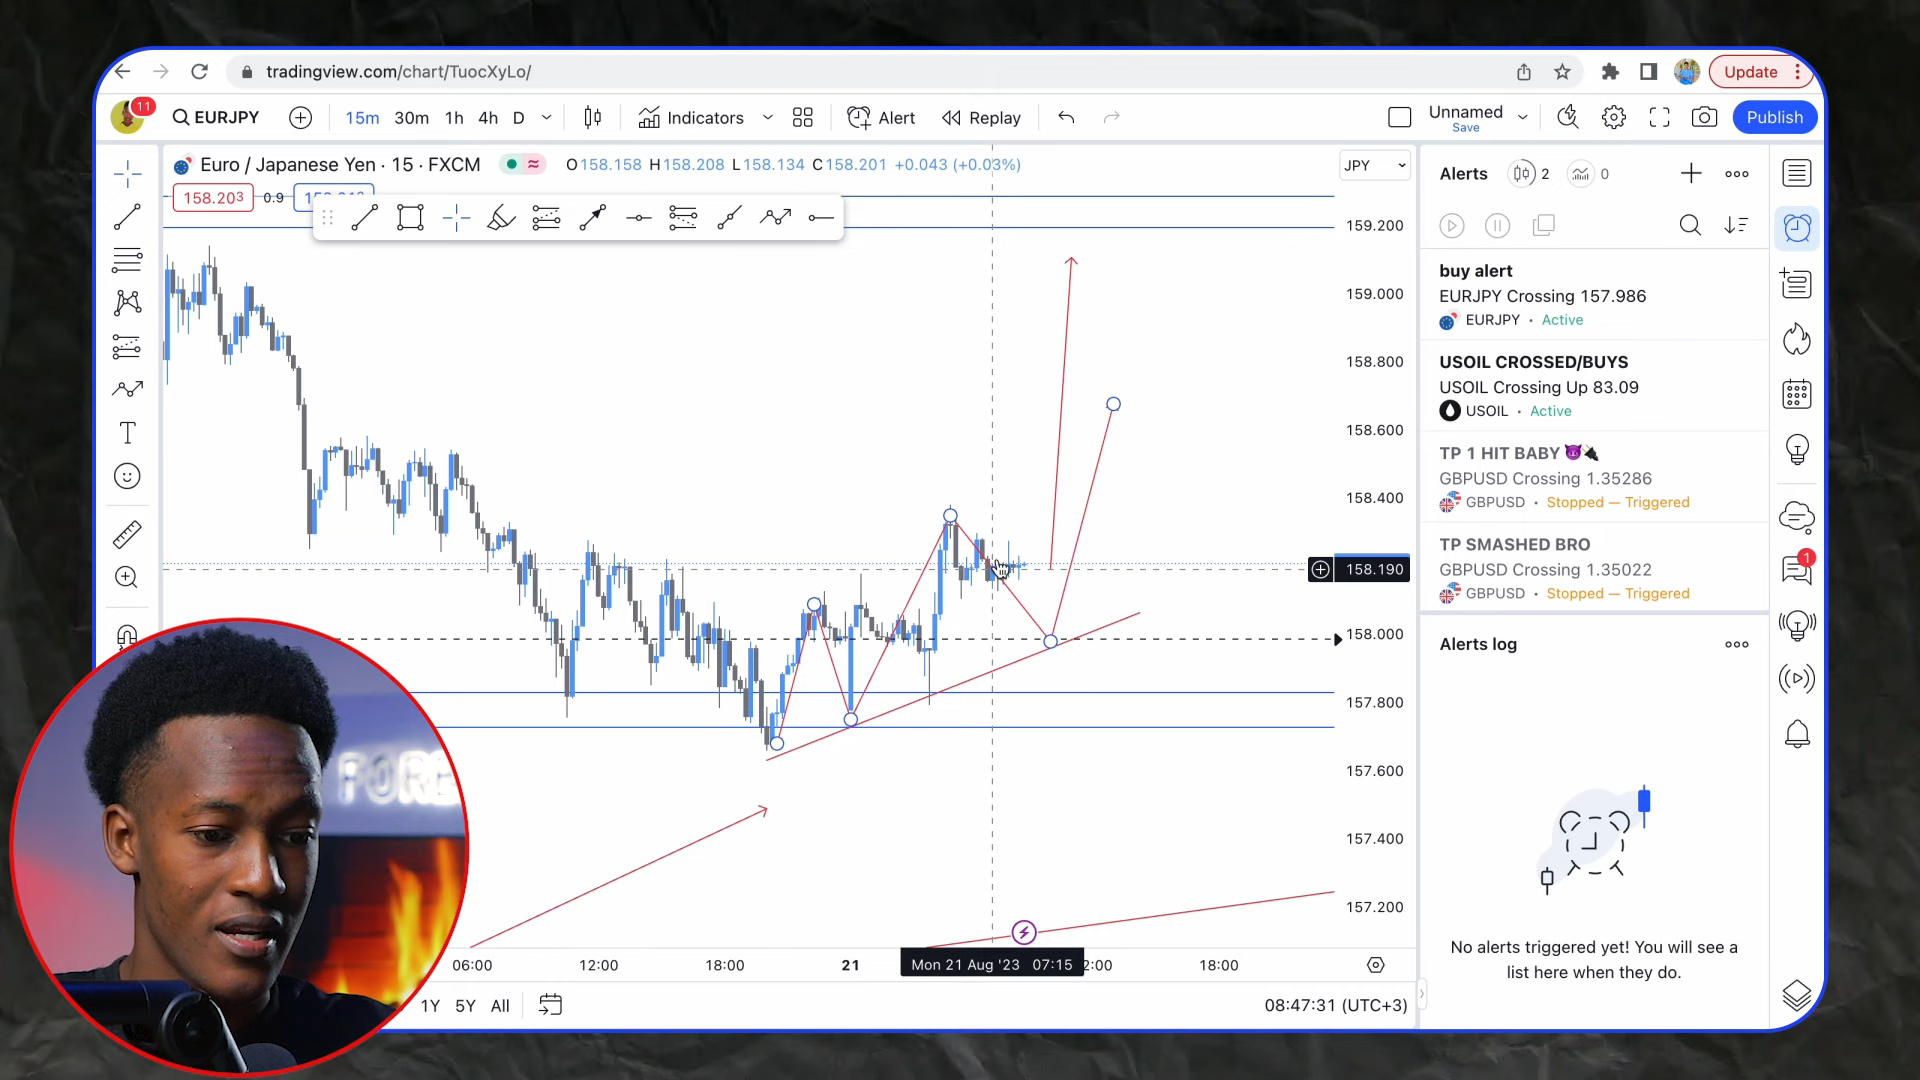 tradingview.com/chart/TuocXyLo/
Update
11
EURJPY
15m 30m 1h 4h D
Indicators
Alert
Replay
Unnamed
Save
Publish
Euro / Japanese Yen · 15 · FXCM
O158.158 H158.208 L158.134 C158.201 +0.043 (+0.03%)
JPY
158.203
0.9
159.200
159.000
158.800
158.600
158.400
158.190
158.000
157.800
157.600
157.400
157.200
06:00 12:00 18:00 21 Mon 21 Aug '23 07:15 2:00 18:00
1Y 5Y All
08:47:31 (UTC+3)
Alerts
2
0
buy alert
EURJPY Crossing 157.986
EURJPY · Active
USOIL CROSSED/BUYS
USOIL Crossing Up 83.09
USOIL · Active
TP 1 HIT BABY 😈🔌
GBPUSD Crossing 1.35286
GBPUSD · Stopped — Triggered
TP SMASHED BRO
GBPUSD Crossing 1.35022
GBPUSD · Stopped — Triggered
1
Alerts log
No alerts triggered yet! You will see a
list here when they do.
FORE